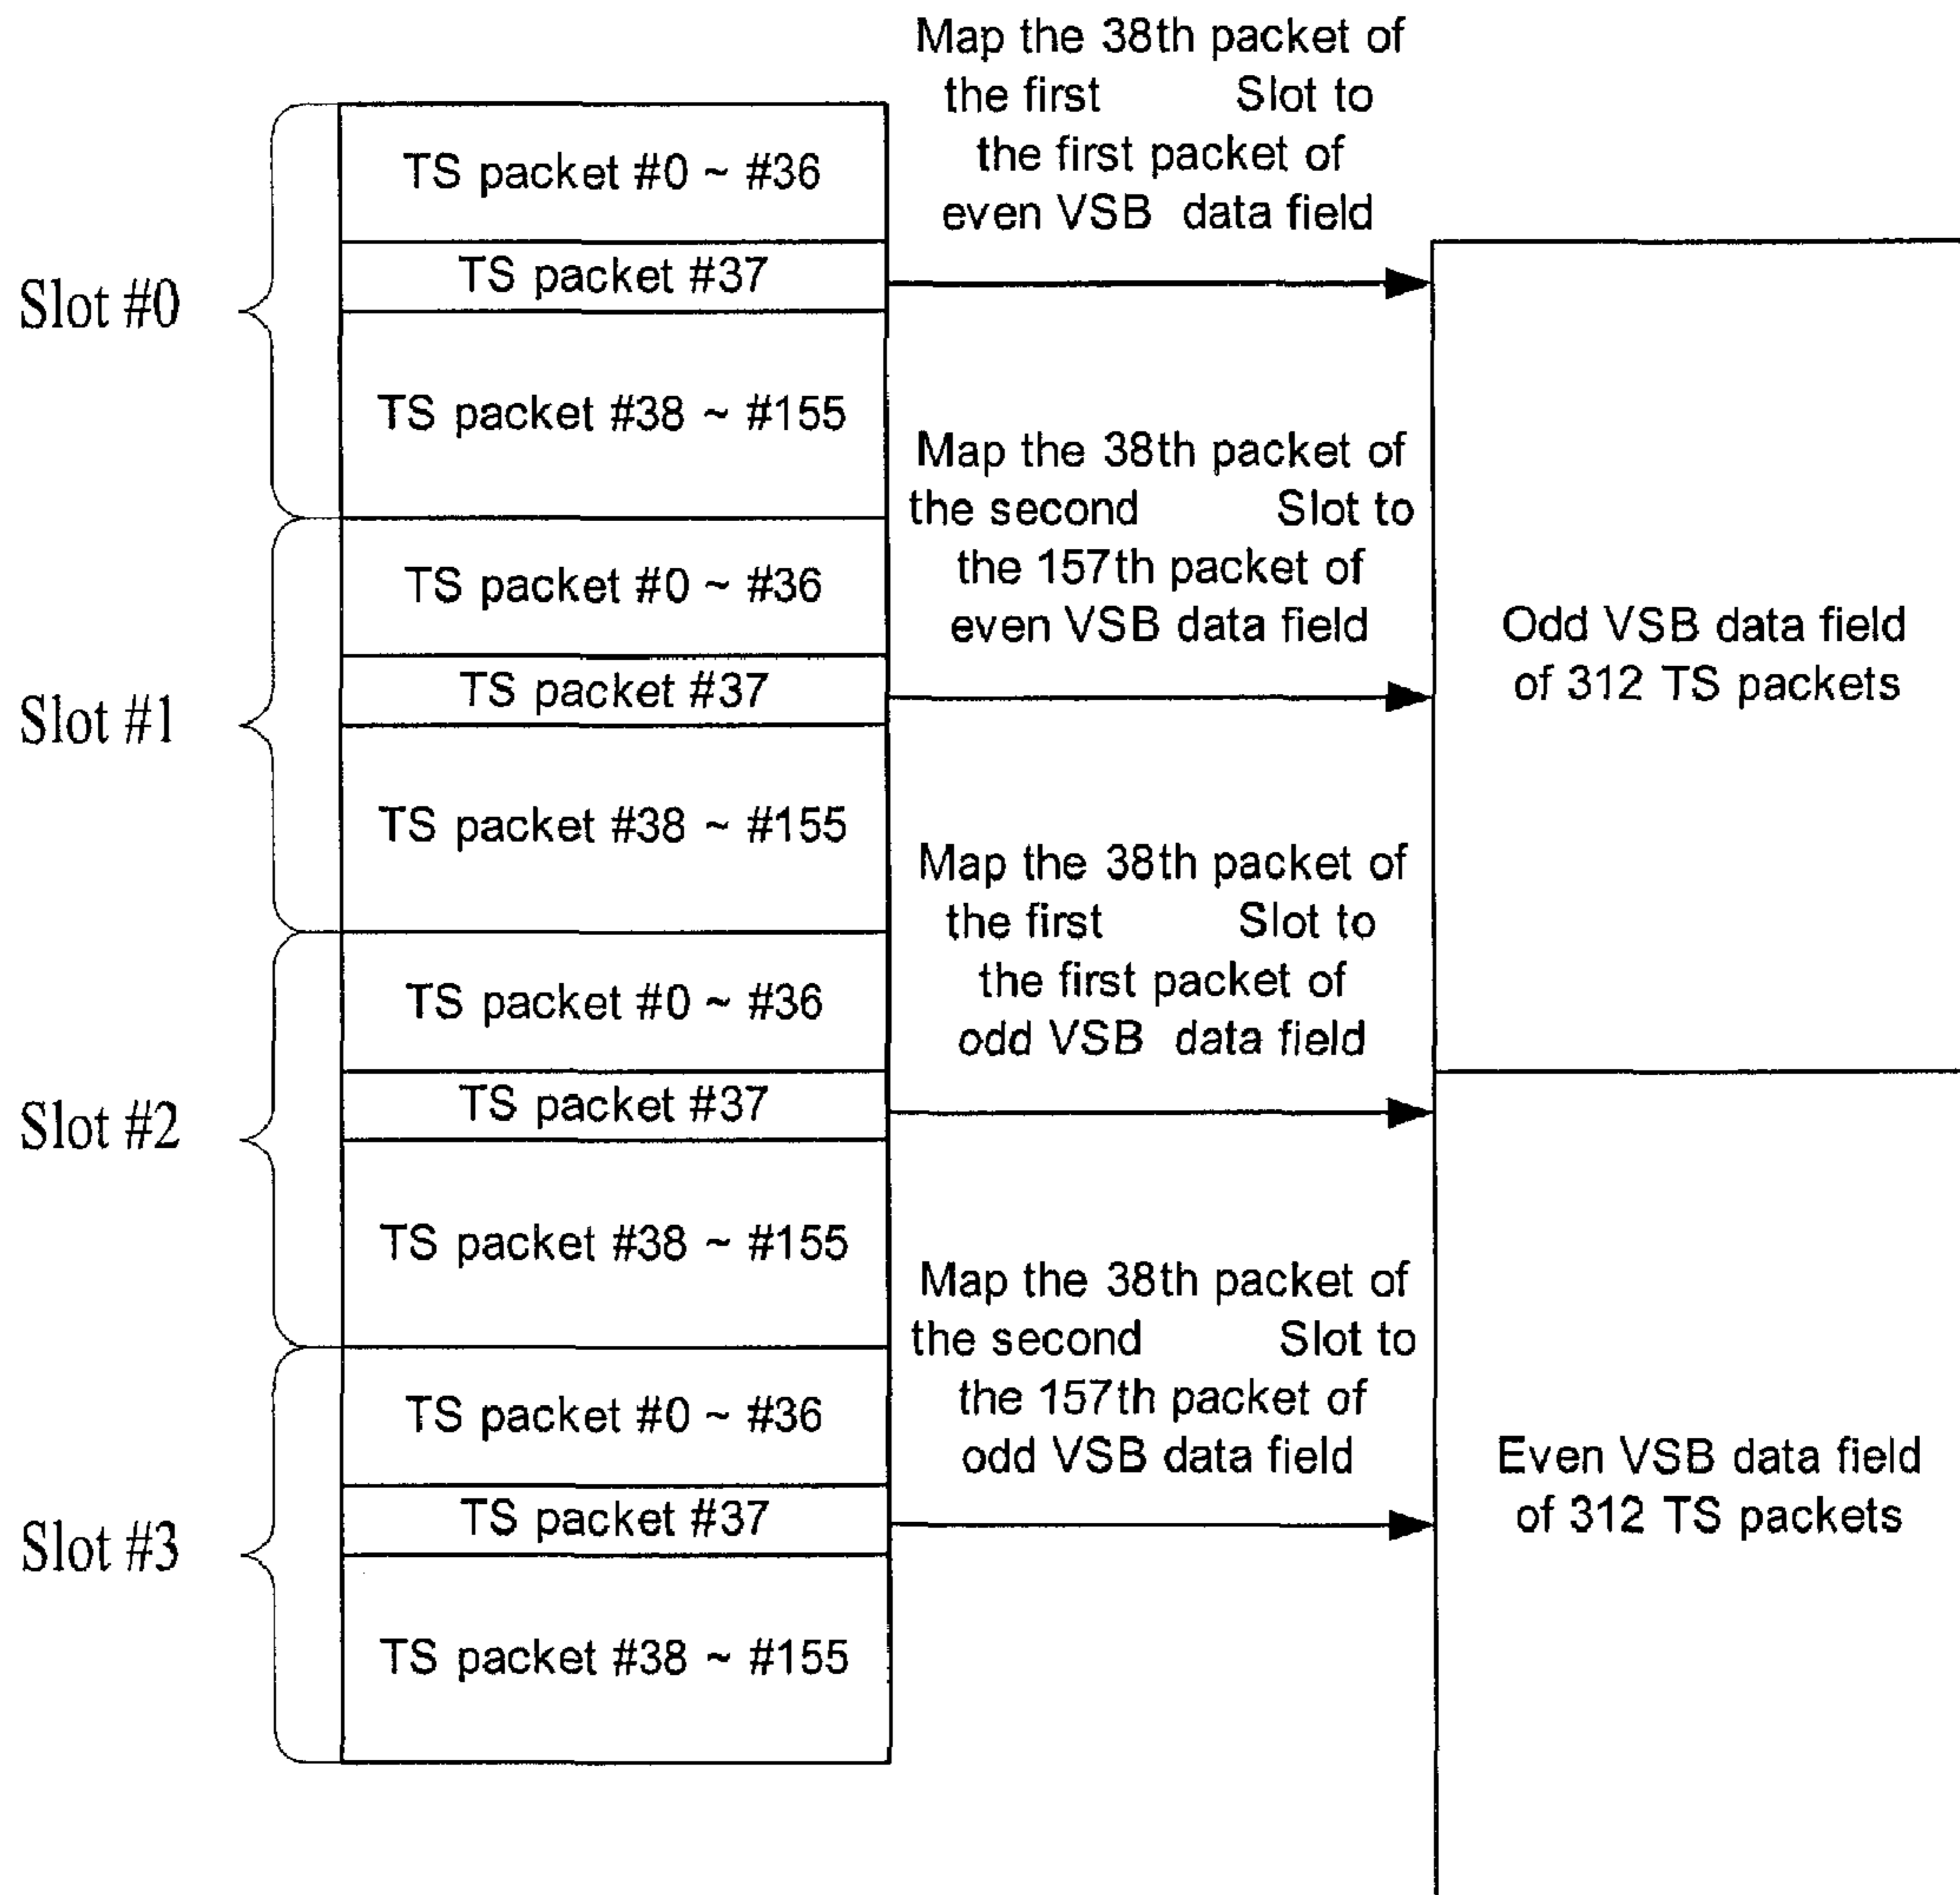 Map the 38th packet of
the first Slot to
the first packet of
even VSB data field
Slot #0
TS packet #0 ~ #36
TS packet #37
TS packet #38 ~ #155
Map the 38th packet of
the second Slot to
the 157th packet of
even VSB data field
Slot #1
TS packet #0 ~ #36
TS packet #37
TS packet #38 ~ #155
Odd VSB data field
of 312 TS packets
Map the 38th packet of
the first Slot to
the first packet of
odd VSB data field
Slot #2
TS packet #0 ~ #36
TS packet #37
TS packet #38 ~ #155
Map the 38th packet of
the second Slot to
the 157th packet of
odd VSB data field
Slot #3
TS packet #0 ~ #36
TS packet #37
TS packet #38 ~ #155
Even VSB data field
of 312 TS packets